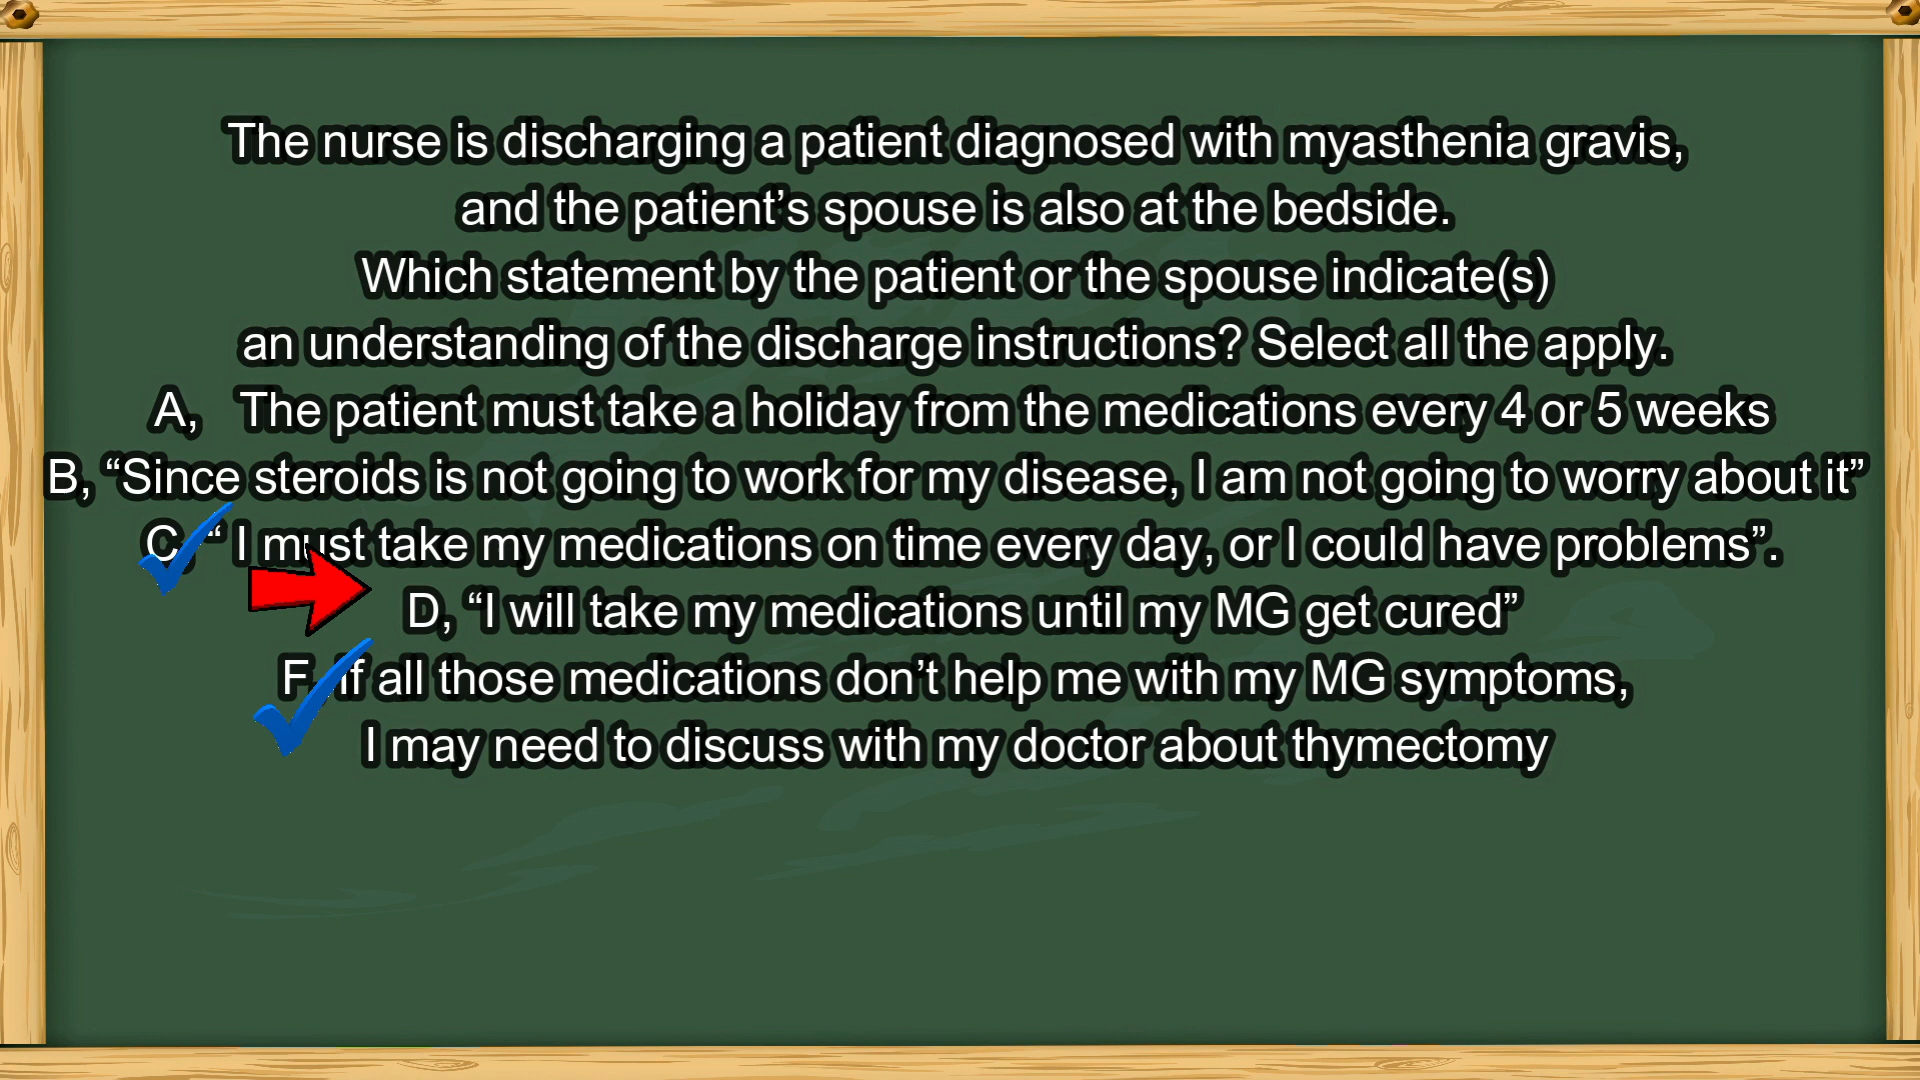 The nurse is discharging a patient diagnosed with myasthenia gravis,
and the patient’s spouse is also at the bedside.
Which statement by the patient or the spouse indicate(s)
an understanding of the discharge instructions? Select all the apply.
A, The patient must take a holiday from the medications every 4 or 5 weeks
B, “Since steroids is not going to work for my disease, I am not going to worry about it”
C, “ I must take my medications on time every day, or I could have problems”.
D, “I will take my medications until my MG get cured”
F, If all those medications don’t help me with my MG symptoms,
I may need to discuss with my doctor about thymectomy